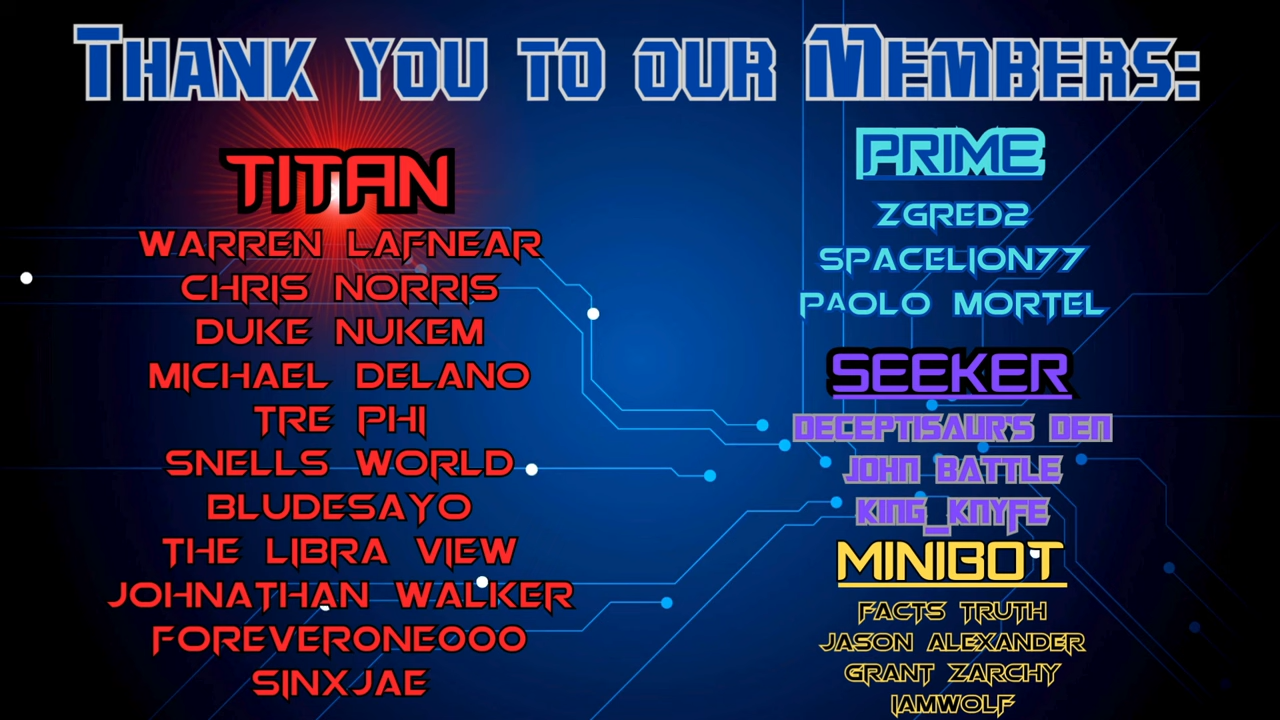 THANK YOU TO OUR MEMBERS:
TITAN
WARREN LAFNEAR
CHRIS NORRIS
DUKE NUKEM
MICHAEL DELANO
TRE PHI
SNELLS WORLD
BLUDESAYO
THE LIBRA VIEW
JOHNATHAN WALKER
FOREVERONE000
SINXJAE
PRIME
ZGRED2
SPACELION77
PAOLO MORTEL
SEEKER
DECEPTISAUR'S DEN
JOHN BATTLE
KING_KNYFE
MINIBOT
FACTS TRUTH
JASON ALEXANDER
GRANT ZARCHY
IAMWOLF